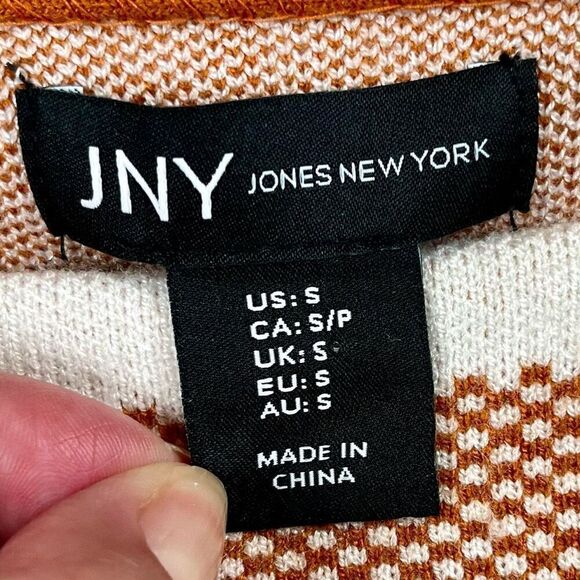 JNY JONES NEW YORK
US: S
CA: S/P
UK: S
EU: S
AU: S
MADE IN
CHINA